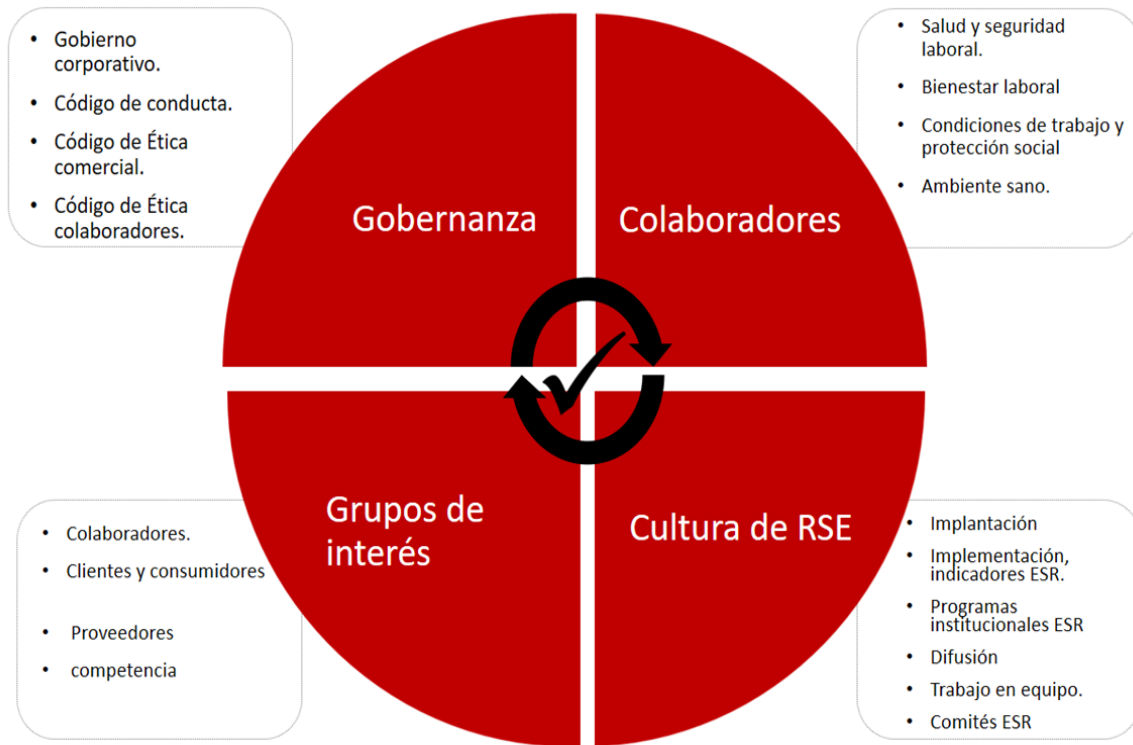 • Gobierno
corporativo.
• Código de conducta.
• Código de Ética
comercial.
• Código de Ética
colaboradores.
Gobernanza
Colaboradores
• Salud y seguridad
laboral.
• Bienestar laboral
• Condiciones de trabajo y
protección social
• Ambiente sano.
Grupos de
interés
• Colaboradores.
• Clientes y consumidores
• Proveedores
• competencia
Cultura de RSE
• Implantación
• Implementación,
indicadores ESR.
• Programas
institucionales ESR
• Difusión
• Trabajo en equipo.
• Comités ESR